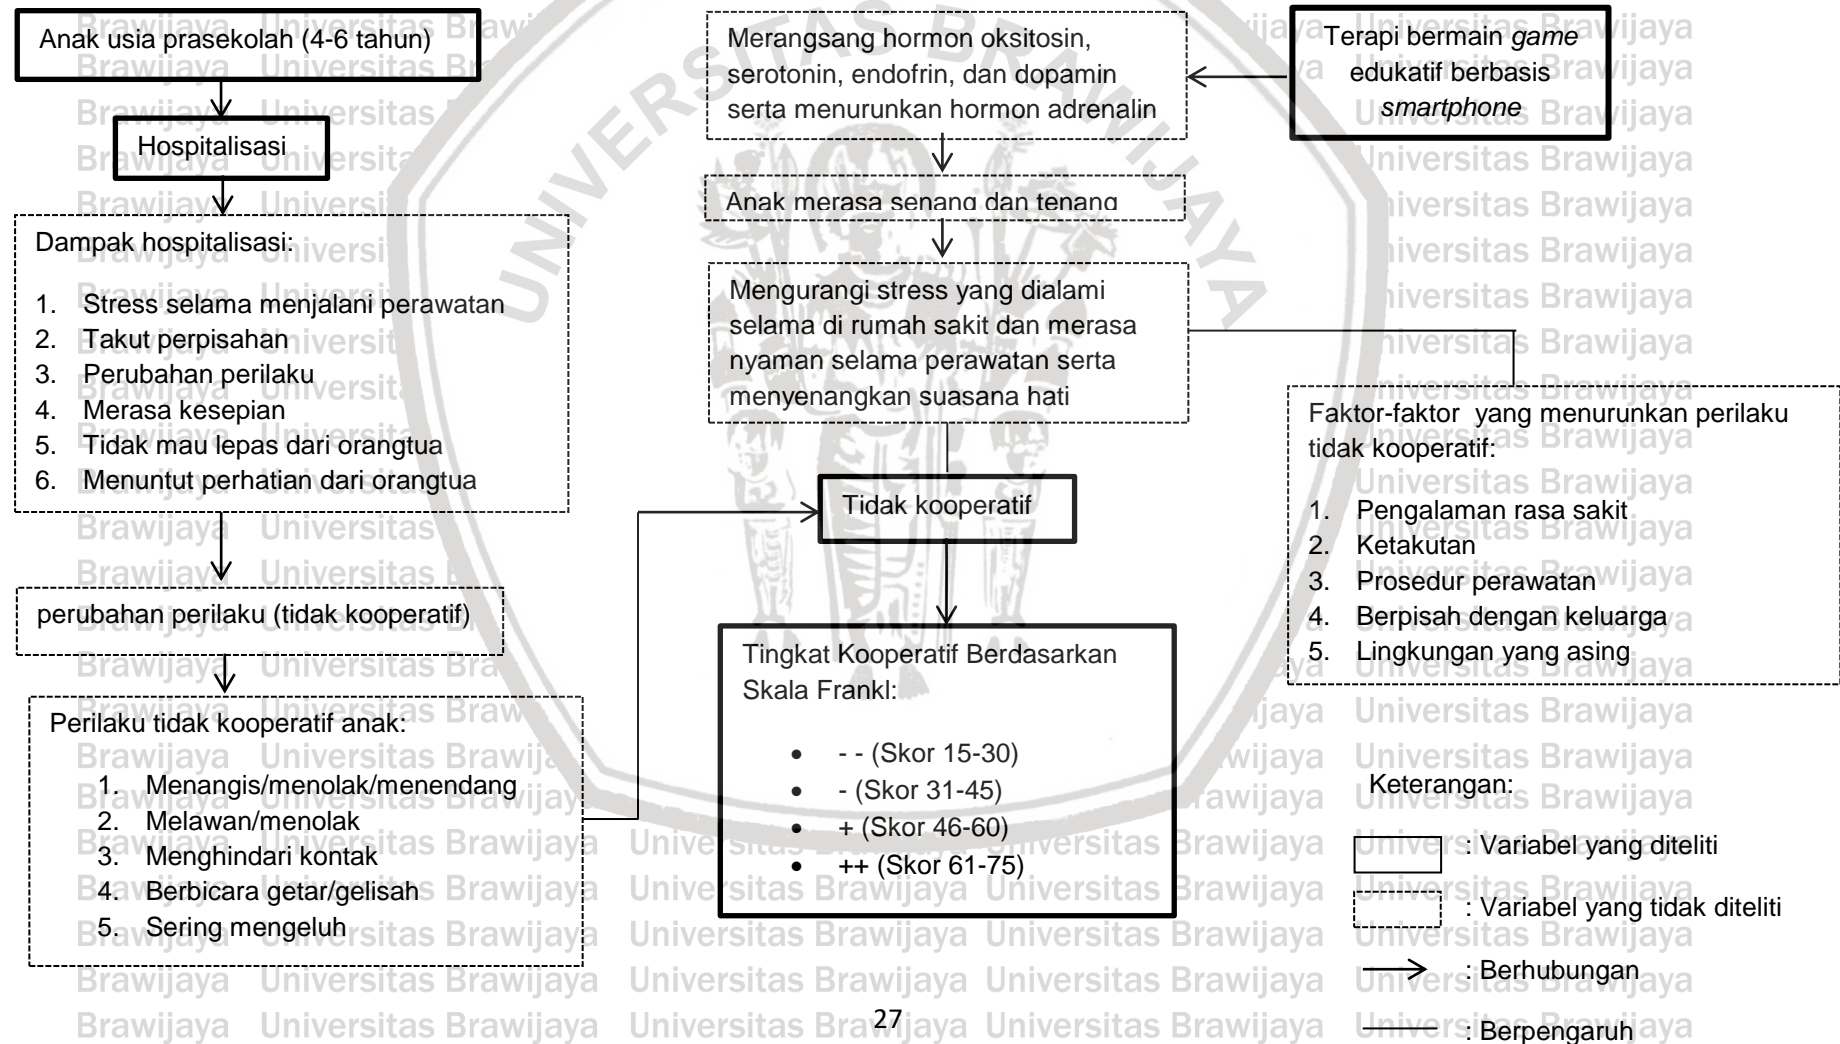 Anak usia prasekolah (4-6 tahun)
Hospitalisasi
Dampak hospitalisasi:
1. Stress selama menjalani perawatan
2. Takut perpisahan
3. Perubahan perilaku
4. Merasa kesepian
5. Tidak mau lepas dari orangtua
6. Menuntut perhatian dari orangtua
perubahan perilaku (tidak kooperatif)
Perilaku tidak kooperatif anak:
1. Menangis/menolak/menendang
2. Melawan/menolak
3. Menghindari kontak
4. Berbicara getar/gelisah
5. Sering mengeluh
Merangsang hormon oksitosin,
serotonin, endofrin, dan dopamin
serta menurunkan hormon adrenalin
Anak merasa senang dan tenang
Mengurangi stress yang dialami
selama di rumah sakit dan merasa
nyaman selama perawatan serta
menyenangkan suasana hati
Tidak kooperatif
Tingkat Kooperatif Berdasarkan
Skala Frankl:
• - - (Skor 15-30)
• - (Skor 31-45)
• + (Skor 46-60)
• ++ (Skor 61-75)
Terapi bermain game
edukatif berbasis
smartphone
Faktor-faktor yang menurunkan perilaku
tidak kooperatif:
1. Pengalaman rasa sakit
2. Ketakutan
3. Prosedur perawatan
4. Berpisah dengan keluarga
5. Lingkungan yang asing
Keterangan:
: Variabel yang diteliti
: Variabel yang tidak diteliti
: Berhubungan
: Berpengaruh
27
UNIVERSITAS BRAWIJAYA